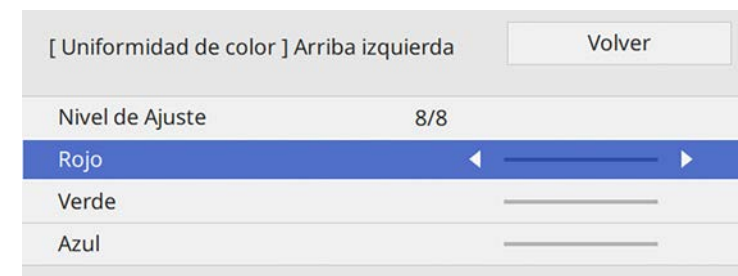 [ Uniformidad de color ] Arriba izquierda
Volver
Nivel de Ajuste 8/8
Rojo
Verde
Azul